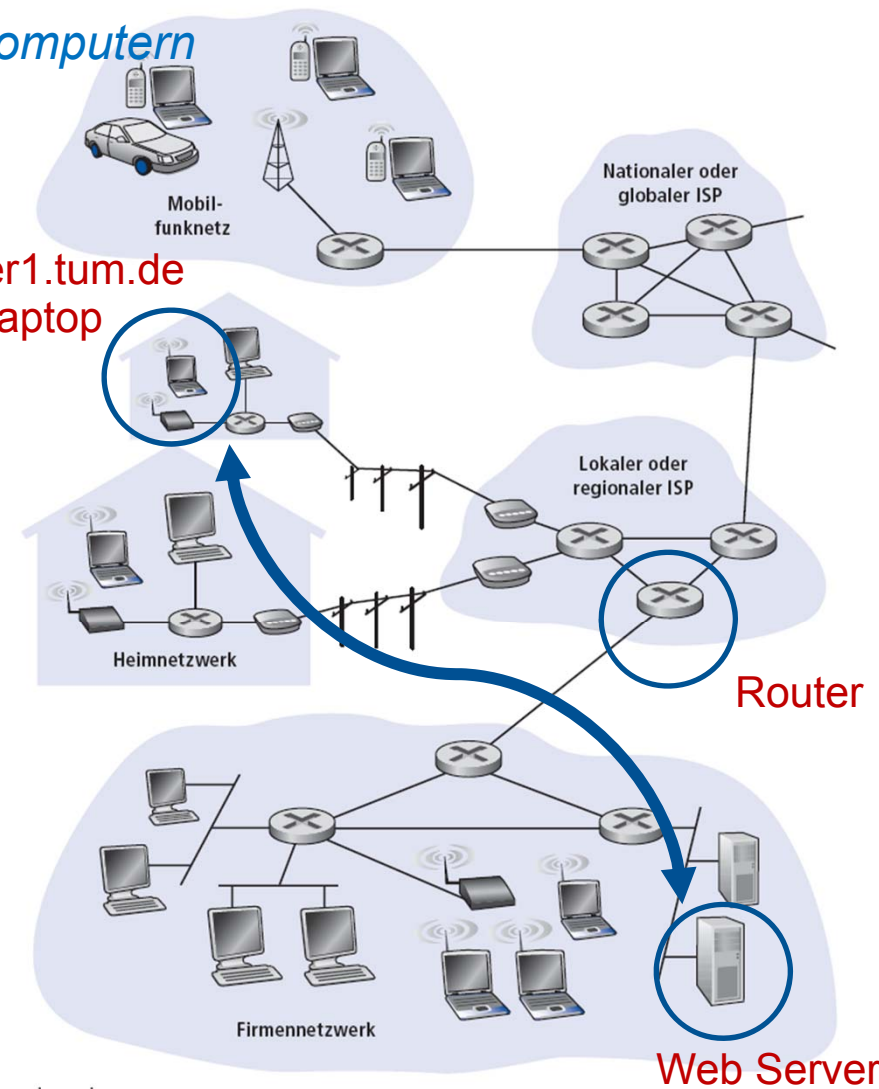 omputern
Mobil-
funknetz
Nationaler oder
globaler ISP
er1.tum.de
aptop
Lokaler oder
regionaler ISP
Heimnetzwerk
Router
Firmennetzwerk
Web Server